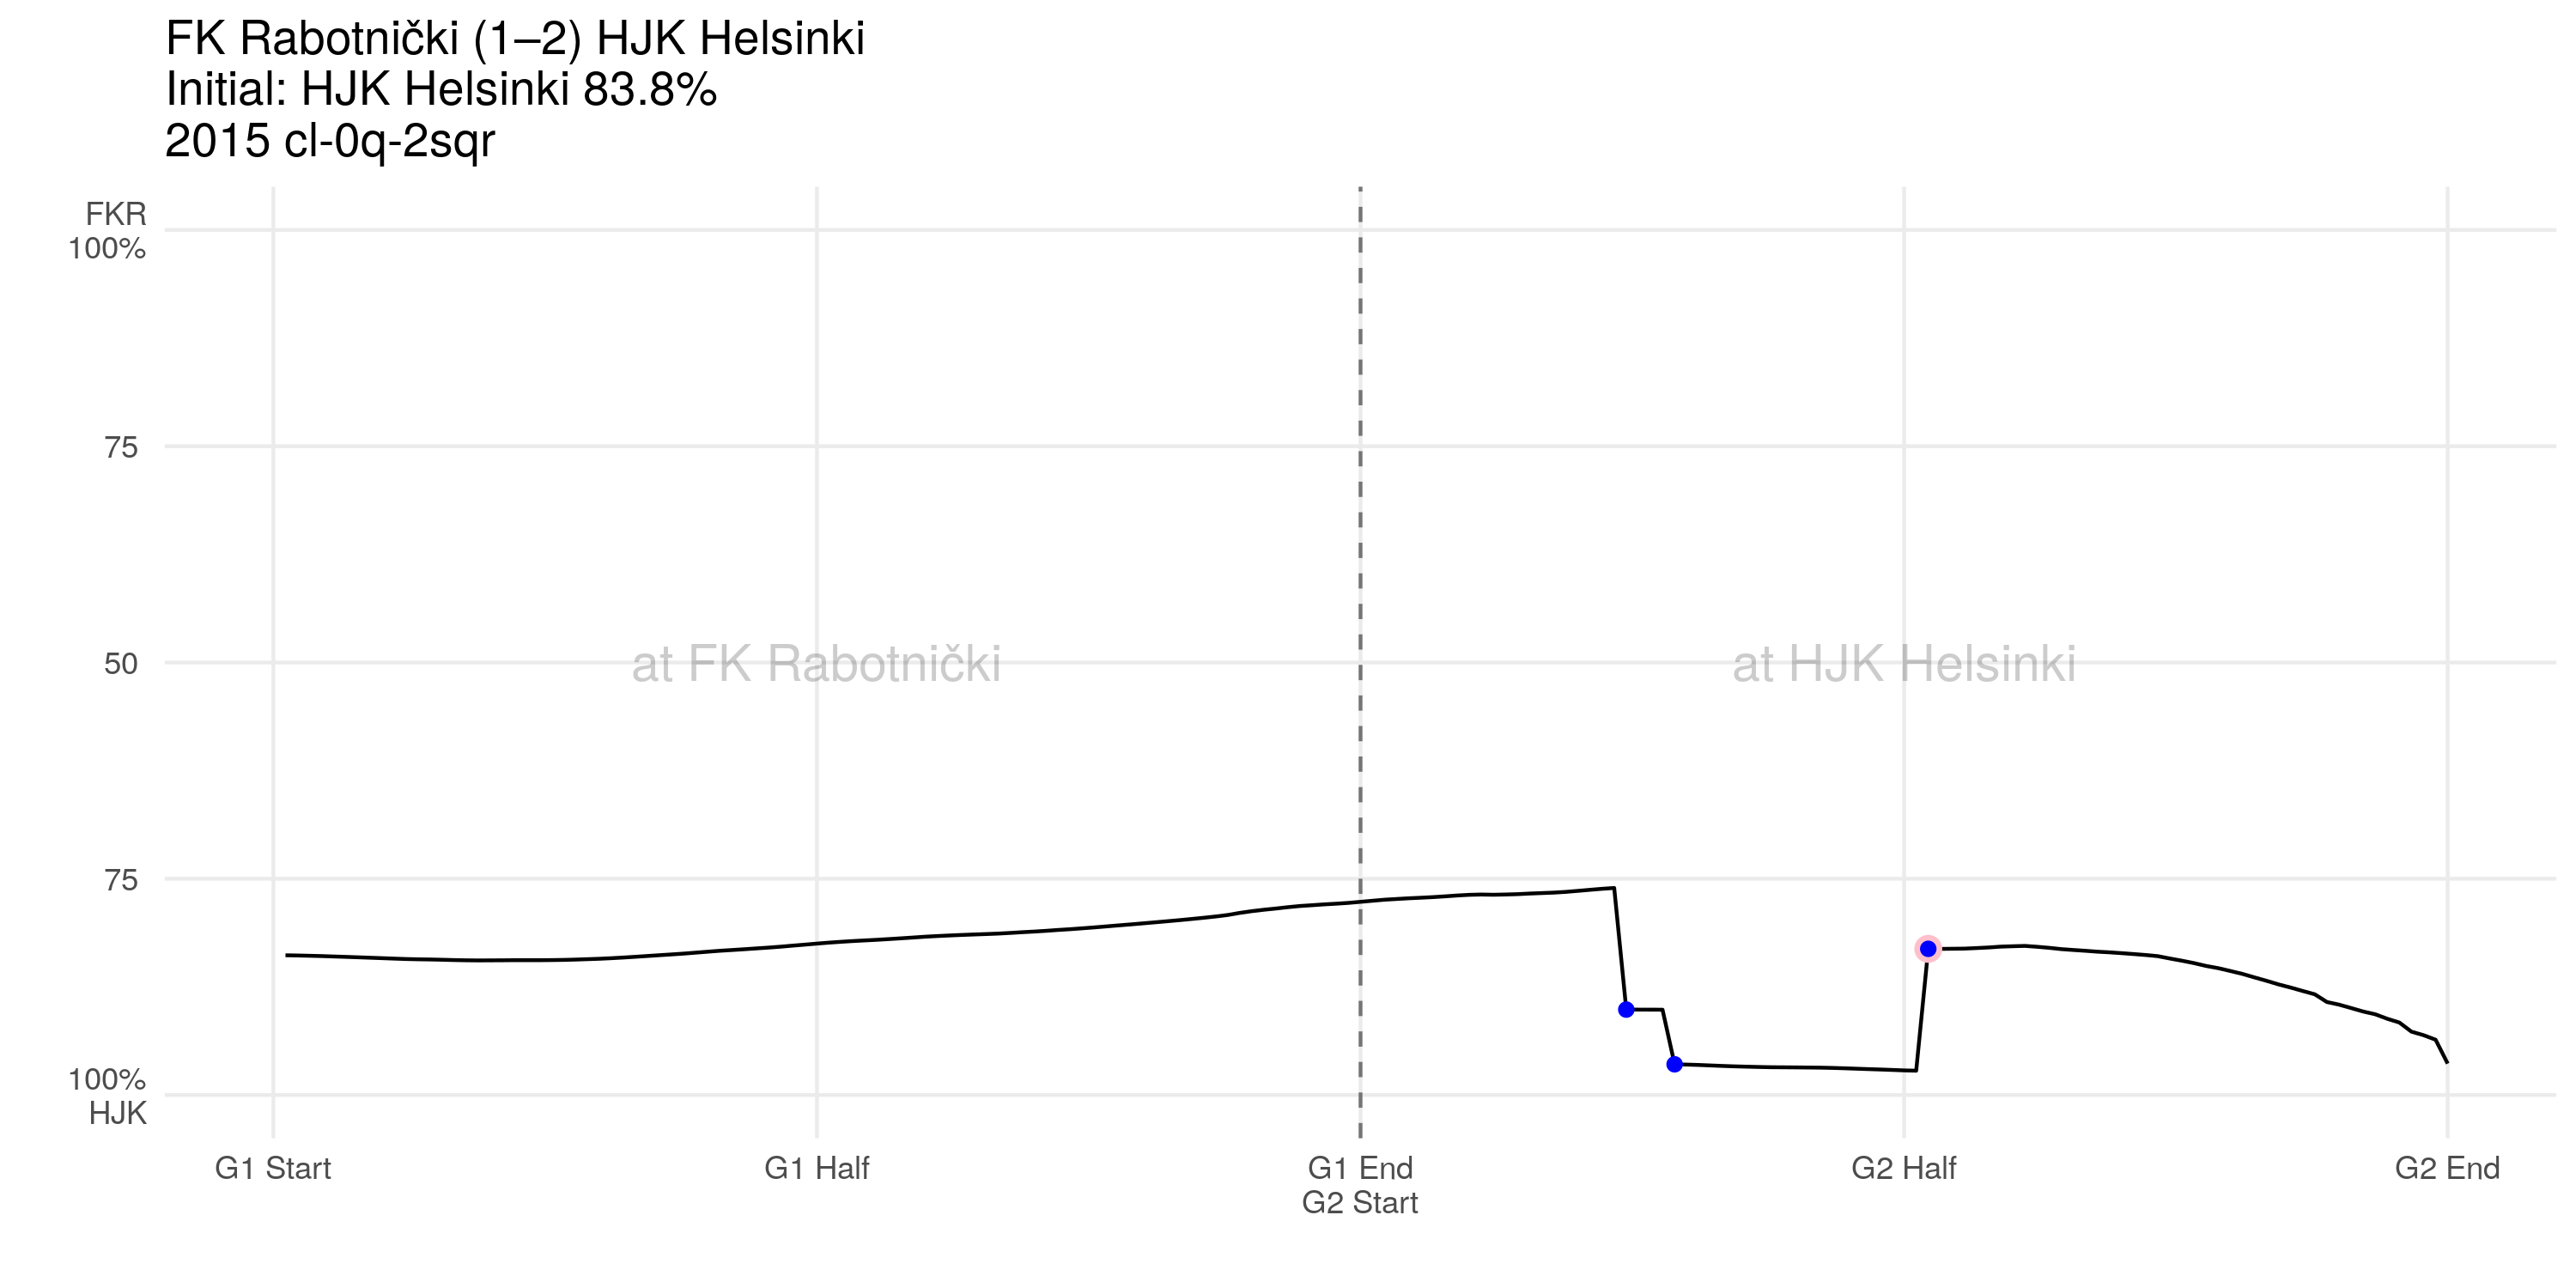 FK Rabotnički (1–2) HJK Helsinki
Initial: HJK Helsinki 83.8%
2015 cl-0q-2sqr
FKR
100%
75
50
75
100%
HJK
at FK Rabotnički
at HJK Helsinki
G1 Start
G1 Half
G1 End
G2 Start
G2 Half
G2 End